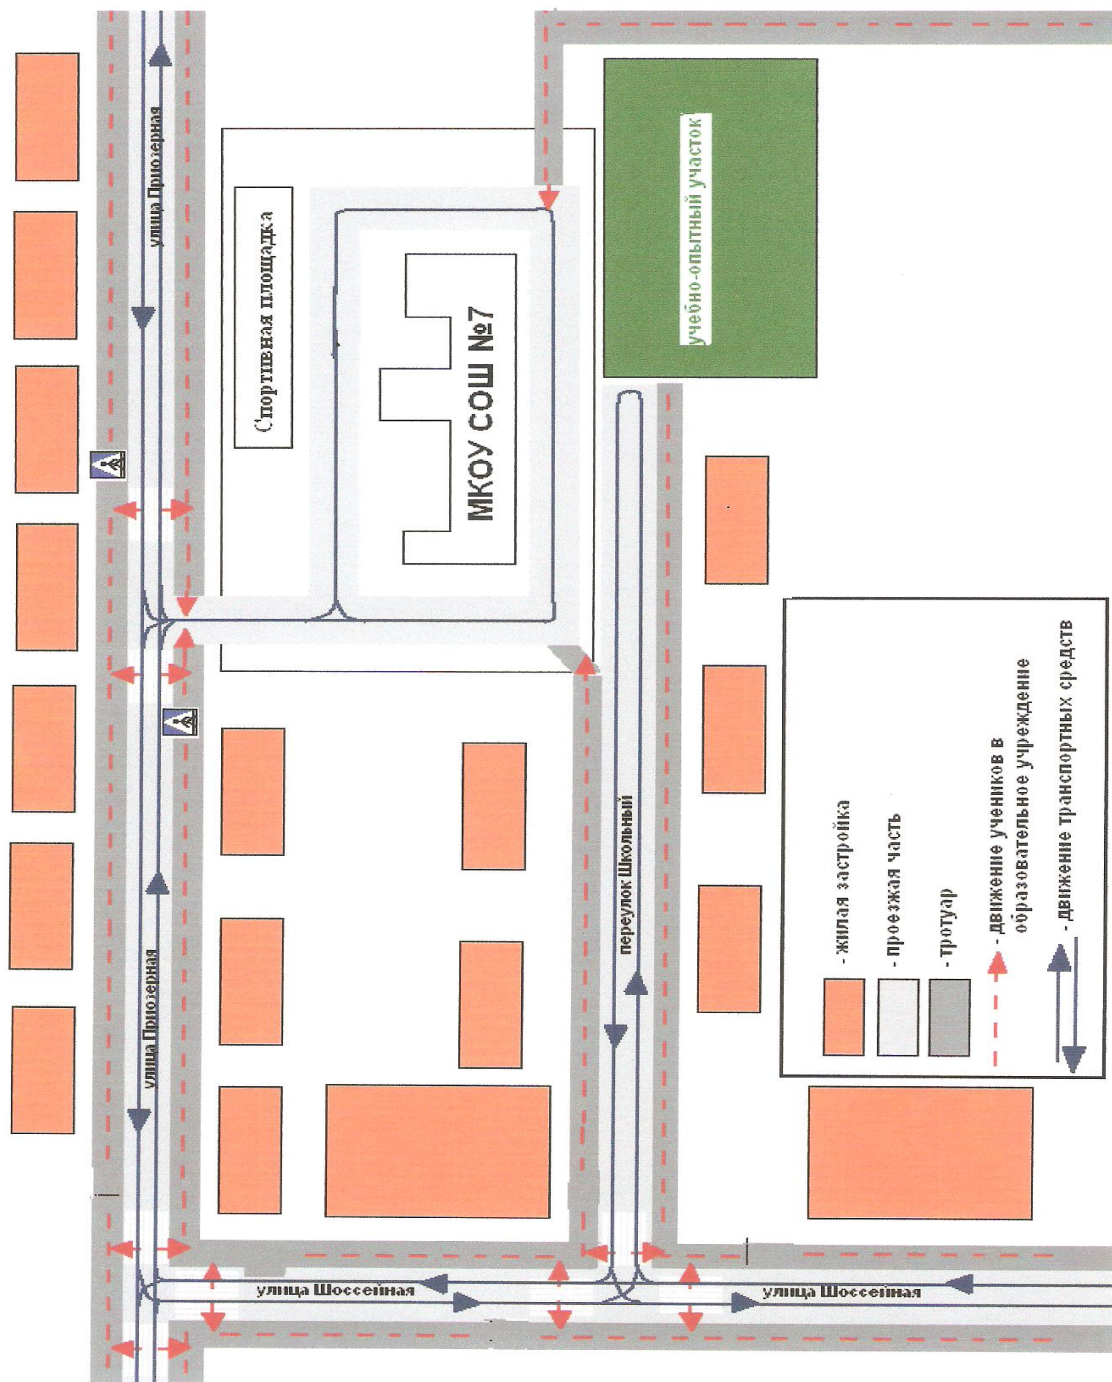 улица Приозерная
Спортивная площадка
МКОУ СОШ №7
учебно-опытный участок
улица Приозерная
переулок Школьный
улица Шоссейная
улица Шоссейная
- жилая застройка
- проезжая часть
- тротуар
- движение учеников в
образовательное учреждение
- движение транспортных средств